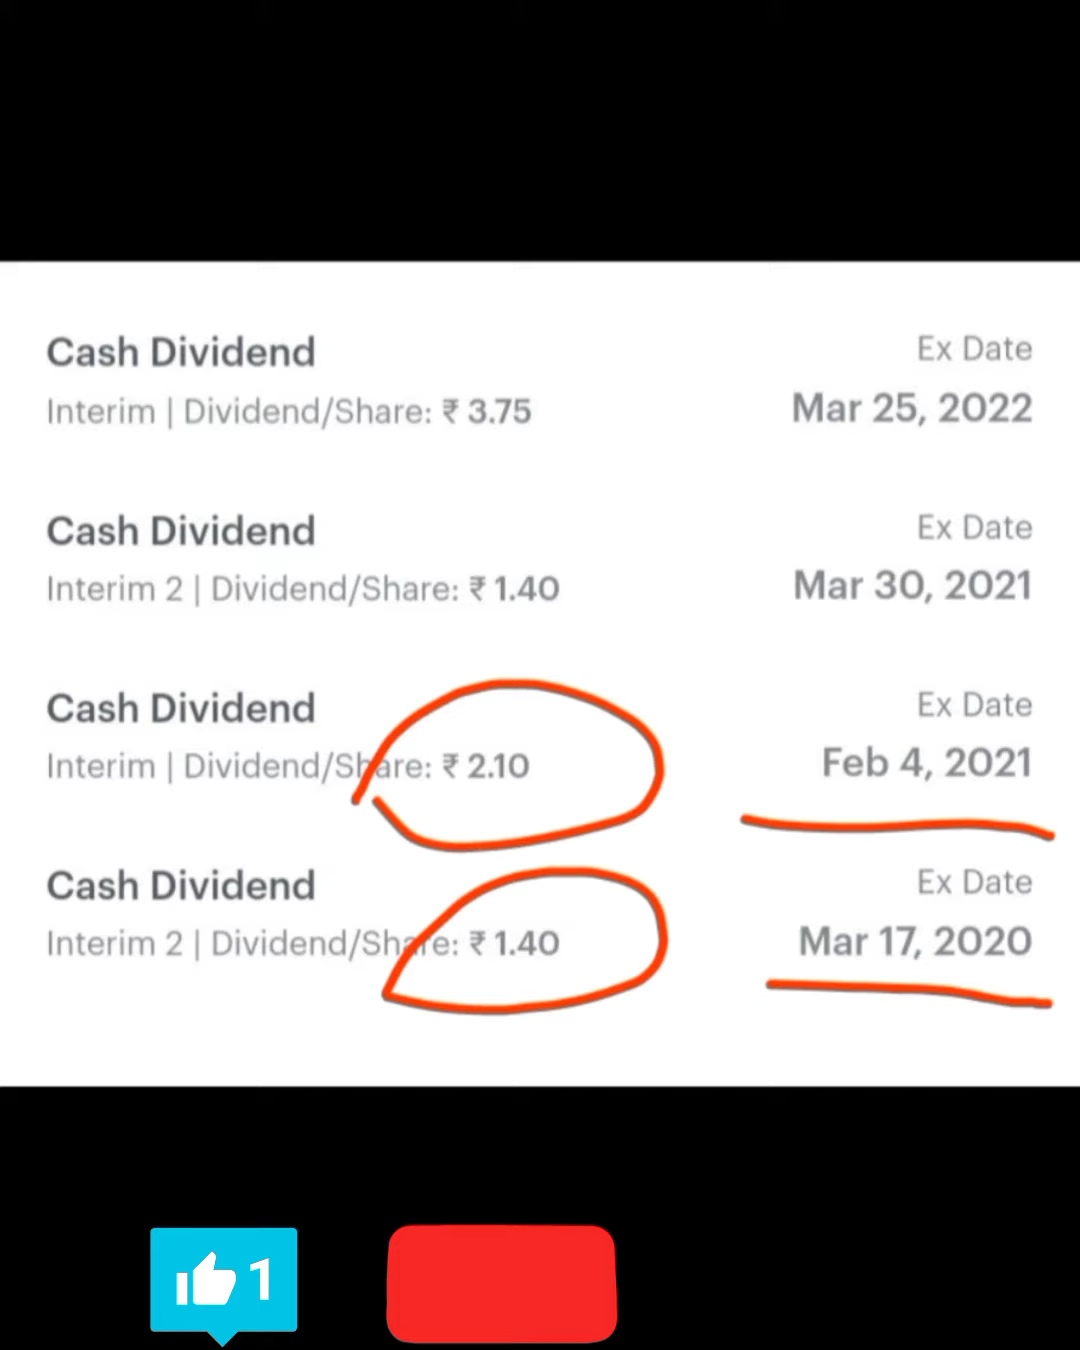 Cash Dividend
Ex Date
Interim | Dividend/Share: ₹ 3.75
Mar 25, 2022
Cash Dividend
Ex Date
Interim 2 | Dividend/Share: ₹ 1.40
Mar 30, 2021
Cash Dividend
Ex Date
Interim | Dividend/Share: ₹ 2.10
Feb 4, 2021
Cash Dividend
Ex Date
Interim 2 | Dividend/Share: ₹ 1.40
Mar 17, 2020
1